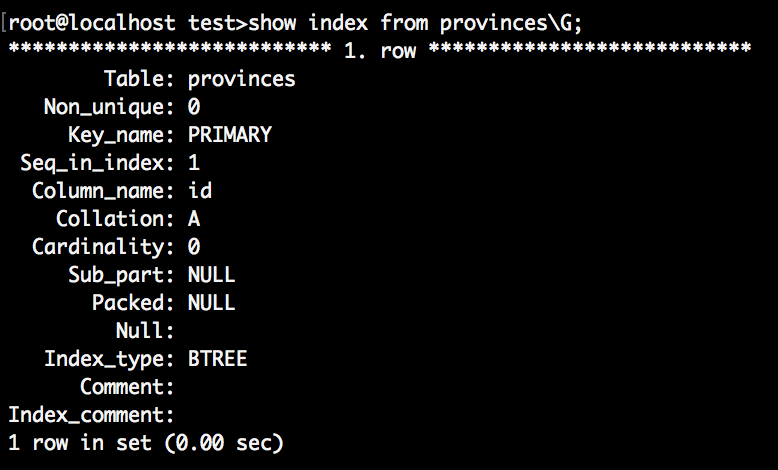 [root@localhost test>show index from provinces\G;
*************************** 1. row ***************************
Table: provinces
Non_unique: 0
Key_name: PRIMARY
Seq_in_index: 1
Column_name: id
Collation: A
Cardinality: 0
Sub_part: NULL
Packed: NULL
Null:
Index_type: BTREE
Comment:
Index_comment:
1 row in set (0.00 sec)